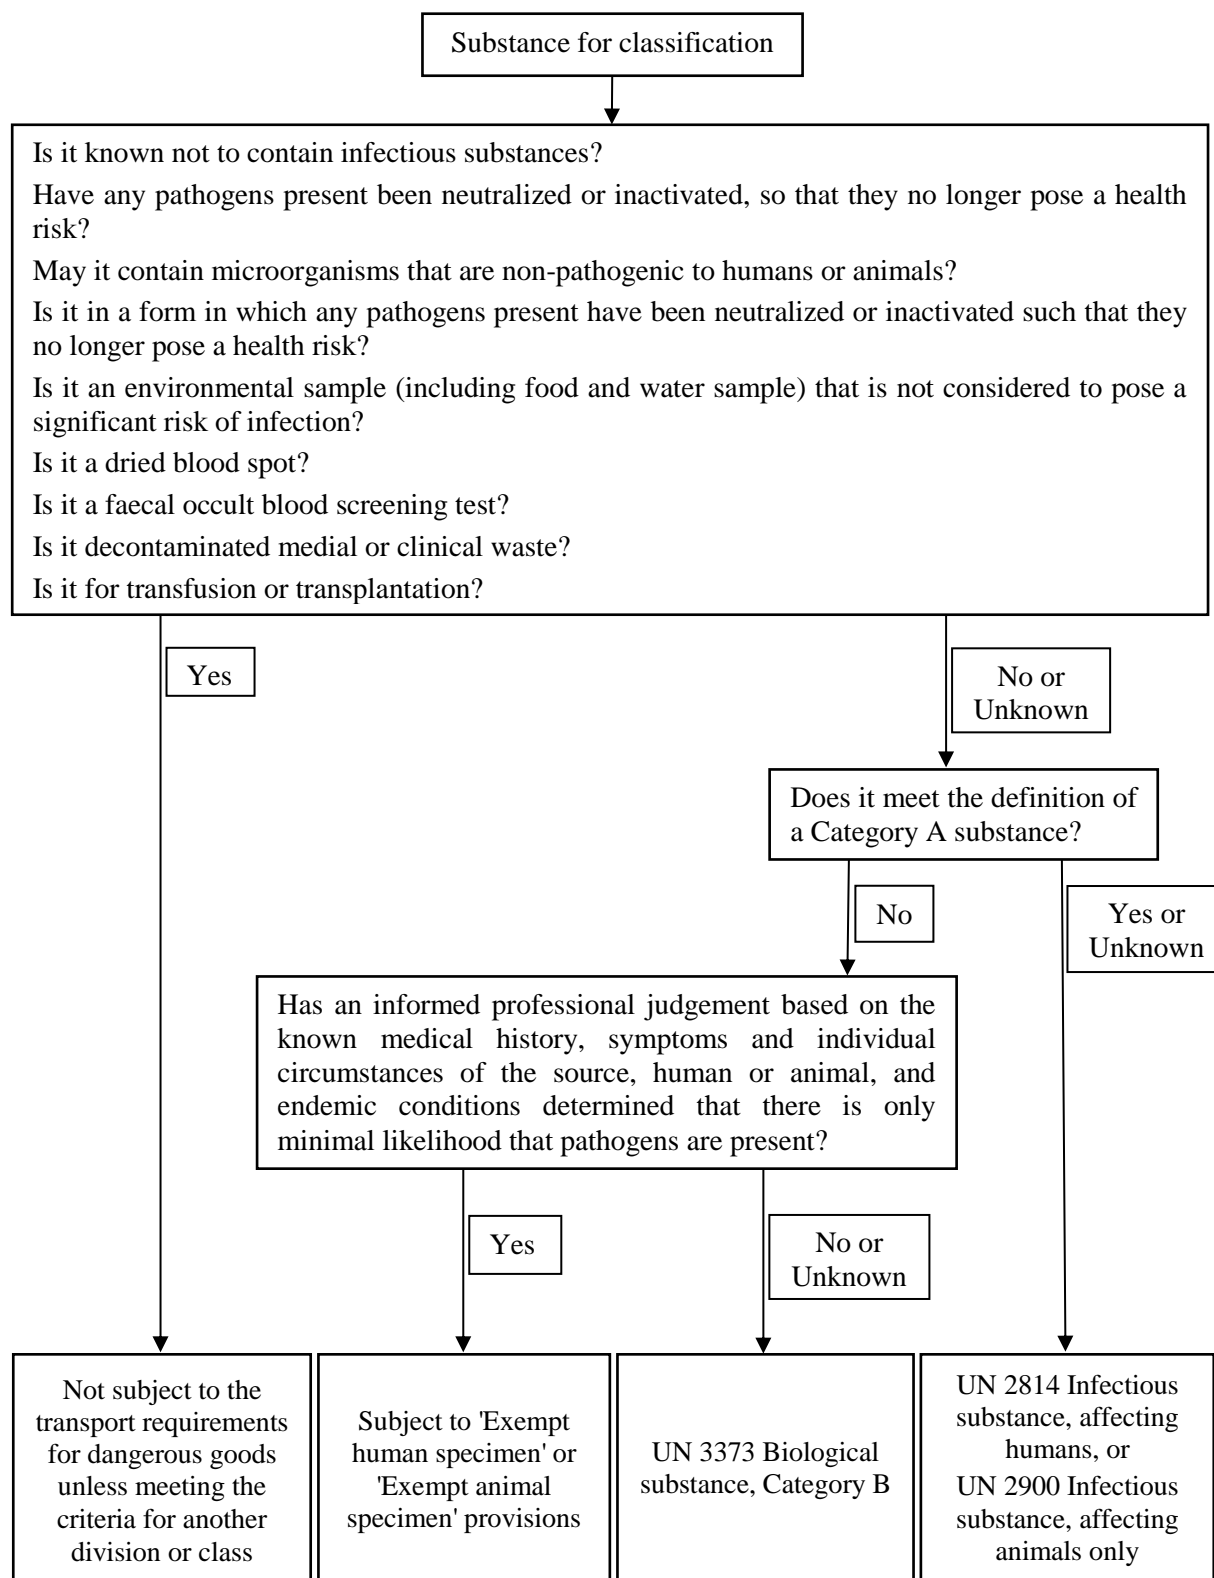 Substance for classification
Is it known not to contain infectious substances?
Have any pathogens present been neutralized or inactivated, so that they no longer pose a health
risk?
May it contain microorganisms that are non-pathogenic to humans or animals?
Is it in a form in which any pathogens present have been neutralized or inactivated such that they
no longer pose a health risk?
Is it an environmental sample (including food and water sample) that is not considered to pose a
significant risk of infection?
Is it a dried blood spot?
Is it a faecal occult blood screening test?
Is it decontaminated medial or clinical waste?
Is it for transfusion or transplantation?
Yes
No or
Unknown
Does it meet the definition of
a Category A substance?
No
Yes or
Unknown
Has an informed professional judgement based on the
known medical history, symptoms and individual
circumstances of the source, human or animal, and
endemic conditions determined that there is only
minimal likelihood that pathogens are present?
Yes
No or
Unknown
Not subject to the
transport requirements
for dangerous goods
unless meeting the
criteria for another
division or class
Subject to 'Exempt
human specimen' or
'Exempt animal
specimen' provisions
UN 3373 Biological
substance, Category B
UN 2814 Infectious
substance, affecting
humans, or
UN 2900 Infectious
substance, affecting
animals only